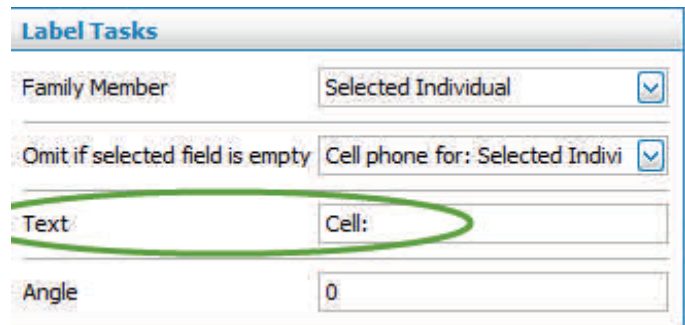 Label Tasks
Family Member Selected Individual
Omit if selected field is empty Cell phone for: Selected Indivi
Text Cell:
Angle 0